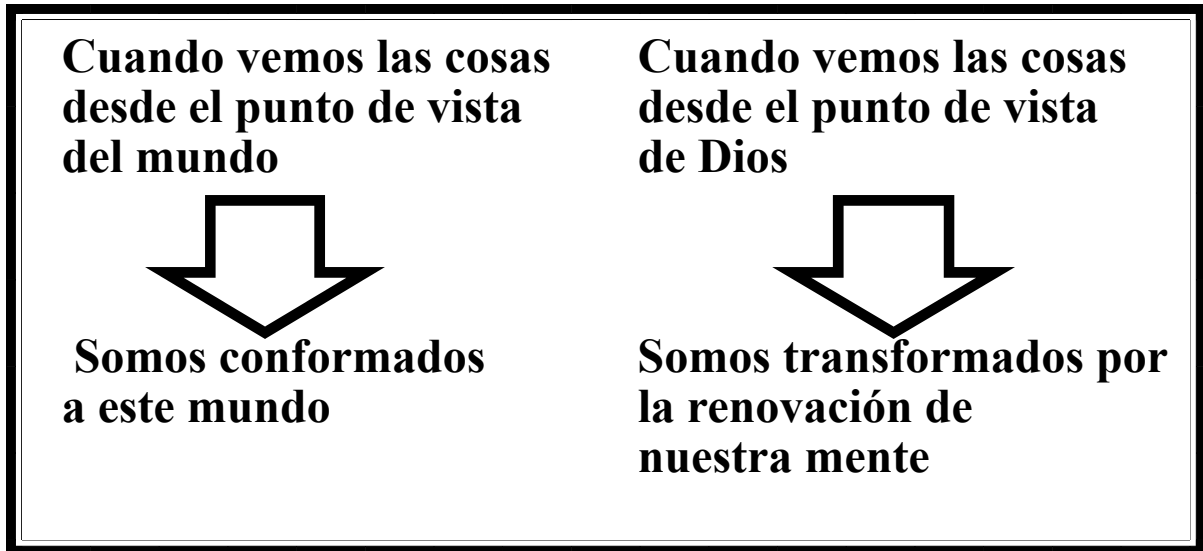 Cuando vemos las cosas
desde el punto de vista
del mundo
Somos conformados
a este mundo
Cuando vemos las cosas
desde el punto de vista
de Dios
Somos transformados por
la renovación de
nuestra mente